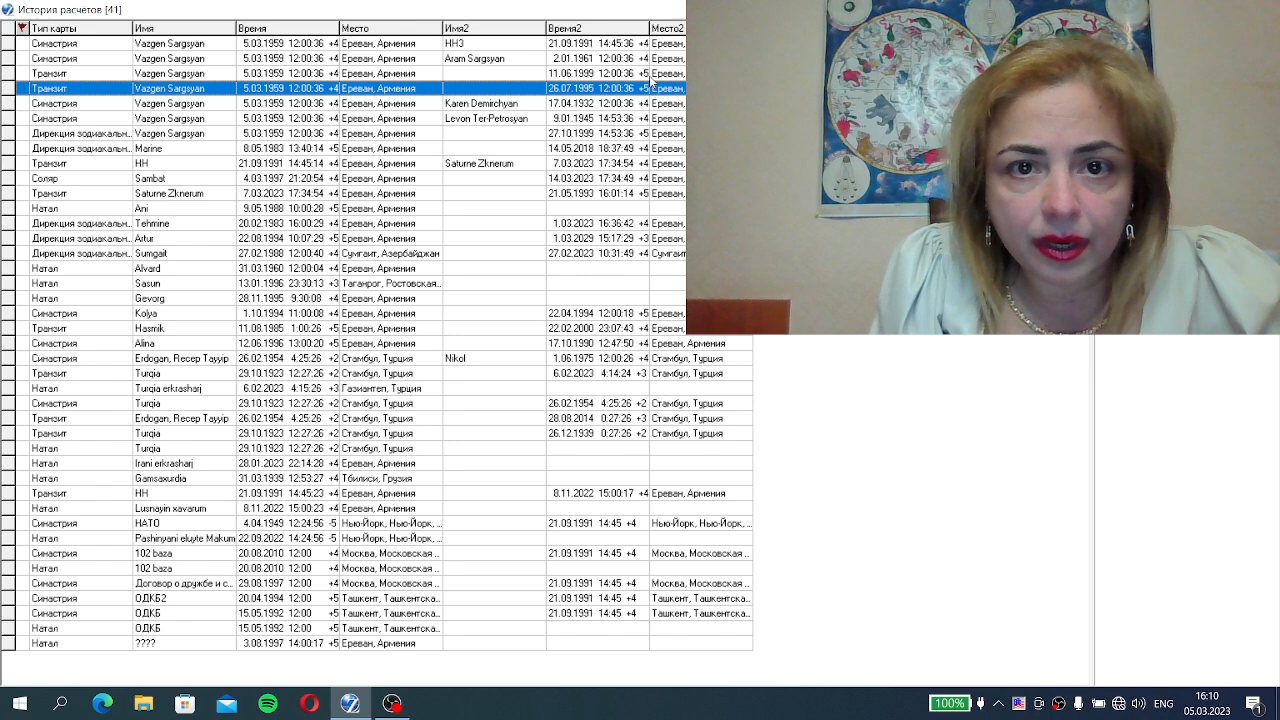 История расчётов [41]
Тип карты Имя Время Место Имя2 Время2 Место2
Синастрия Vazgen Sargsyan 5.03.1959 12:00:36 +4 Ереван, Армения НН3 21.09.1991 14:45:36 +4 Ереван,
Синастрия Vazgen Sargsyan 5.03.1959 12:00:36 +4 Ереван, Армения Aram Sargsyan 2.01.1961 12:00:36 +4 Ереван,
Транзит Vazgen Sargsyan 5.03.1959 12:00:36 +4 Ереван, Армения 11.06.1999 12:00:36 +5 Ереван,
Транзит Vazgen Sargsyan 5.03.1959 12:00:36 +4 Ереван, Армения 26.07.1995 12:00:36 +5 Ереван,
Синастрия Vazgen Sargsyan 5.03.1959 12:00:36 +4 Ереван, Армения Karen Demirchyan 17.04.1932 12:00:36 +4 Ереван,
Синастрия Vazgen Sargsyan 5.03.1959 12:00:36 +4 Ереван, Армения Levon Ter-Petrosyan 9.01.1945 14:53:36 +4 Ереван,
Дирекция зодиакальн... Vazgen Sargsyan 5.03.1959 12:00:36 +4 Ереван, Армения 27.10.1999 14:53:36 +5 Ереван,
Дирекция зодиакальн... Marine 8.05.1983 13:40:14 +5 Ереван, Армения 14.05.2018 18:37:49 +4 Ереван,
Транзит НН 21.09.1991 14:45:14 +4 Ереван, Армения Saturne Zknerum 7.03.2023 17:34:54 +4 Ереван,
Соляр Sambat 4.03.1997 21:20:54 +4 Ереван, Армения 14.03.2023 17:34:49 +4 Ереван,
Транзит Saturne Zknerum 7.03.2023 17:34:54 +4 Ереван, Армения 21.05.1993 16:01:14 +5 Ереван,
Натал Ani 9.05.1988 10:00:28 +5 Ереван, Армения
Дирекция зодиакальн... Tehmine 20.02.1983 16:00:29 +4 Ереван, Армения 1.03.2023 16:36:42 +4 Ереван,
Дирекция зодиакальн... Artur 22.08.1994 10:07:29 +5 Ереван, Армения 1.03.2029 15:17:29 +3 Ереван,
Дирекция зодиакальн... Sumgait 27.02.1988 12:00:40 +4 Сумгаит, Азербайджан 27.02.2023 10:31:49 +4 Сумгаит
Натал Alvard 31.03.1960 12:00:04 +4 Ереван, Армения
Натал Sasun 13.01.1996 23:30:13 +3 Таганрог, Ростовская..
Натал Gevorg 28.11.1995 9:30:08 +4 Ереван, Армения
Синастрия Kolya 1.10.1994 11:00:08 +4 Ереван, Армения 22.04.1994 12:00:18 +5 Ереван,
Транзит Hasmik 11.08.1985 1:00:26 +5 Ереван, Армения 22.02.2000 23:07:43 +4 Ереван,
Синастрия Alina 12.06.1996 13:00:20 +5 Ереван, Армения 17.10.1990 12:47:50 +4 Ереван, Армения
Синастрия Erdogan, Recep Tayyip 26.02.1954 4:25:26 +2 Стамбул, Турция Nikol 1.06.1975 12:00:26 +4 Стамбул, Турция
Транзит Turqia 29.10.1923 12:27:26 +2 Стамбул, Турция 6.02.2023 4:14:24 +3 Стамбул, Турция
Натал Turqia erkrasharj 6.02.2023 4:15:26 +3 Газиантеп, Турция
Синастрия Turqia 29.10.1923 12:27:26 +2 Стамбул, Турция 26.02.1954 4:25:26 +2 Стамбул, Турция
Транзит Erdogan, Recep Tayyip 26.02.1954 4:25:26 +2 Стамбул, Турция 28.08.2014 0:27:26 +3 Стамбул, Турция
Транзит Turqia 29.10.1923 12:27:26 +2 Стамбул, Турция 26.12.1939 0:27:26 +2 Стамбул, Турция
Натал Turqia 29.10.1923 12:27:26 +2 Стамбул, Турция
Натал Irani erkrasharj 28.01.2023 22:14:28 +4 Ереван, Армения
Натал Gamsaxurdia 31.03.1939 12:53:27 +4 Тбилиси, Грузия
Транзит НН 21.09.1991 14:45:23 +4 Ереван, Армения 8.11.2022 15:00:17 +4 Ереван, Армения
Натал Lusnayin xavarum 8.11.2022 15:00:23 +4 Ереван, Армения
Синастрия НАТО 4.04.1949 12:24:56 -5 Нью-Йорк, Нью-Йорк, ... 21.09.1991 14:45 +4 Нью-Йорк, Нью-Йорк, ...
Натал Pashinyani eluyte Makum 22.09.2022 14:24:56 -5 Нью-Йорк, Нью-Йорк, ...
Синастрия 102 baza 20.08.2010 12:00 +4 Москва, Московская .. 21.09.1991 14:45 +4 Москва, Московская ..
Натал 102 baza 20.08.2010 12:00 +4 Москва, Московская ..
Синастрия Договор о дружбе и с... 29.08.1997 12:00 +4 Москва, Московская .. 21.09.1991 14:45 +4 Москва, Московская ..
Синастрия ОДКБ2 20.04.1994 12:00 +5 Ташкент, Ташкентска.. 21.09.1991 14:45 +4 Ташкент, Ташкентска..
Синастрия ОДКБ 15.05.1992 12:00 +5 Ташкент, Ташкентска.. 21.09.1991 14:45 +4 Ташкент, Ташкентска..
Натал ОДКБ 15.05.1992 12:00 +5 Ташкент, Ташкентска..
Натал ???? 3.08.1997 14:00:17 +5 Ереван, Армения
100% 16:10
05.03.2023